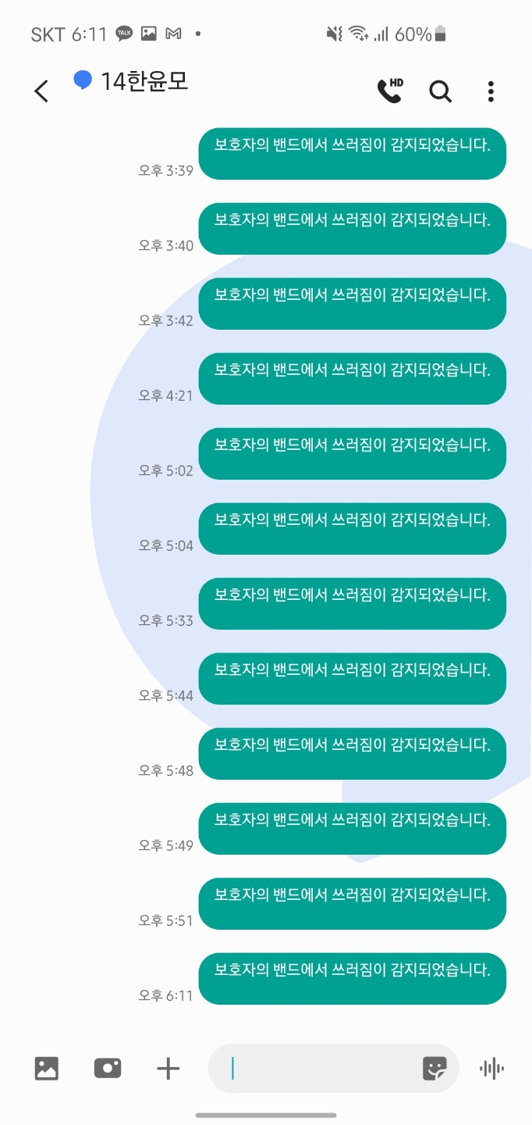 SKT 6:11 TALK 60%
14한윤모 HD
보호자의 밴드에서 쓰러짐이 감지되었습니다.
오후 3:39
보호자의 밴드에서 쓰러짐이 감지되었습니다.
오후 3:40
보호자의 밴드에서 쓰러짐이 감지되었습니다.
오후 3:42
보호자의 밴드에서 쓰러짐이 감지되었습니다.
오후 4:21
보호자의 밴드에서 쓰러짐이 감지되었습니다.
오후 5:02
보호자의 밴드에서 쓰러짐이 감지되었습니다.
오후 5:04
보호자의 밴드에서 쓰러짐이 감지되었습니다.
오후 5:33
보호자의 밴드에서 쓰러짐이 감지되었습니다.
오후 5:44
보호자의 밴드에서 쓰러짐이 감지되었습니다.
오후 5:48
보호자의 밴드에서 쓰러짐이 감지되었습니다.
오후 5:49
보호자의 밴드에서 쓰러짐이 감지되었습니다.
오후 5:51
보호자의 밴드에서 쓰러짐이 감지되었습니다.
오후 6:11